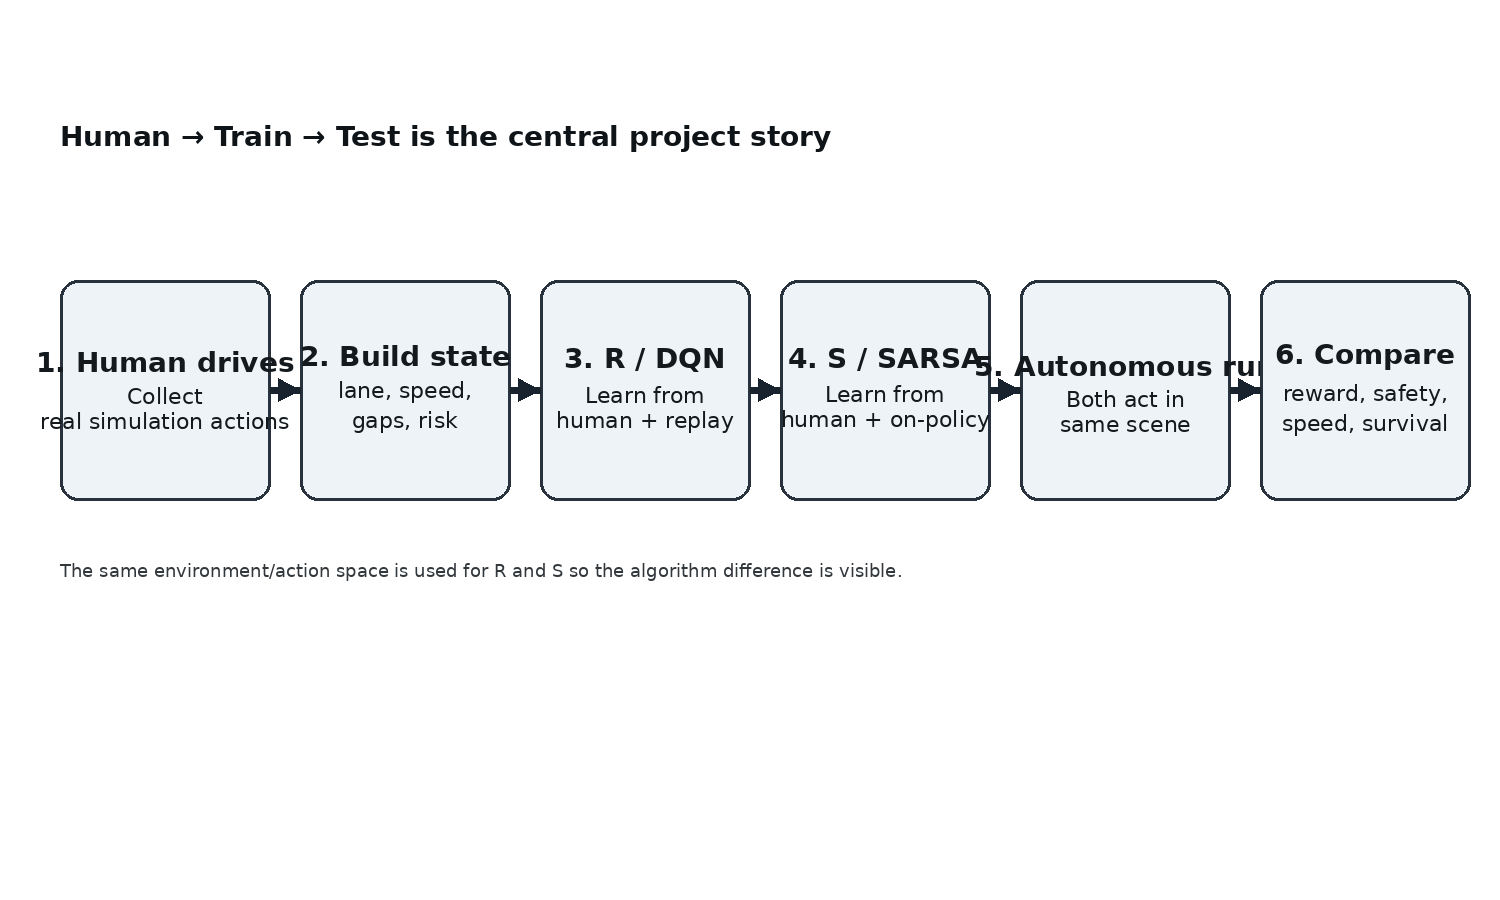 Human → Train → Test is the central project story
1. Human drives
Collect
real simulation actions
2. Build state
lane, speed,
gaps, risk
3. R / DQN
Learn from
human + replay
4. S / SARSA
Learn from
human + on-policy
5. Autonomous run
Both act in
same scene
6. Compare
reward, safety,
speed, survival
The same environment/action space is used for R and S so the algorithm difference is visible.